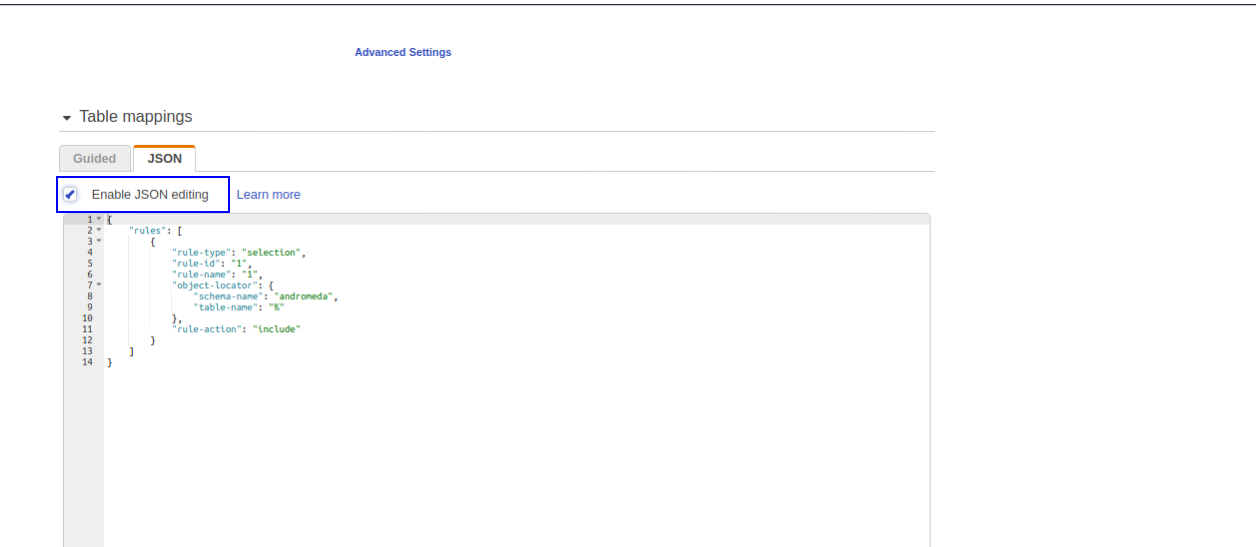 Advanced Settings
Table mappings
Guided JSON
Enable JSON editing Learn more
1 {
2 "rules": [
3 {
4 "rule-type": "selection",
5 "rule-id": "1",
6 "rule-name": "1",
7 "object-locator": {
8 "schema-name": "andromeda",
9 "table-name": "%"
10 },
11 "rule-action": "include"
12 }
13 ]
14 }